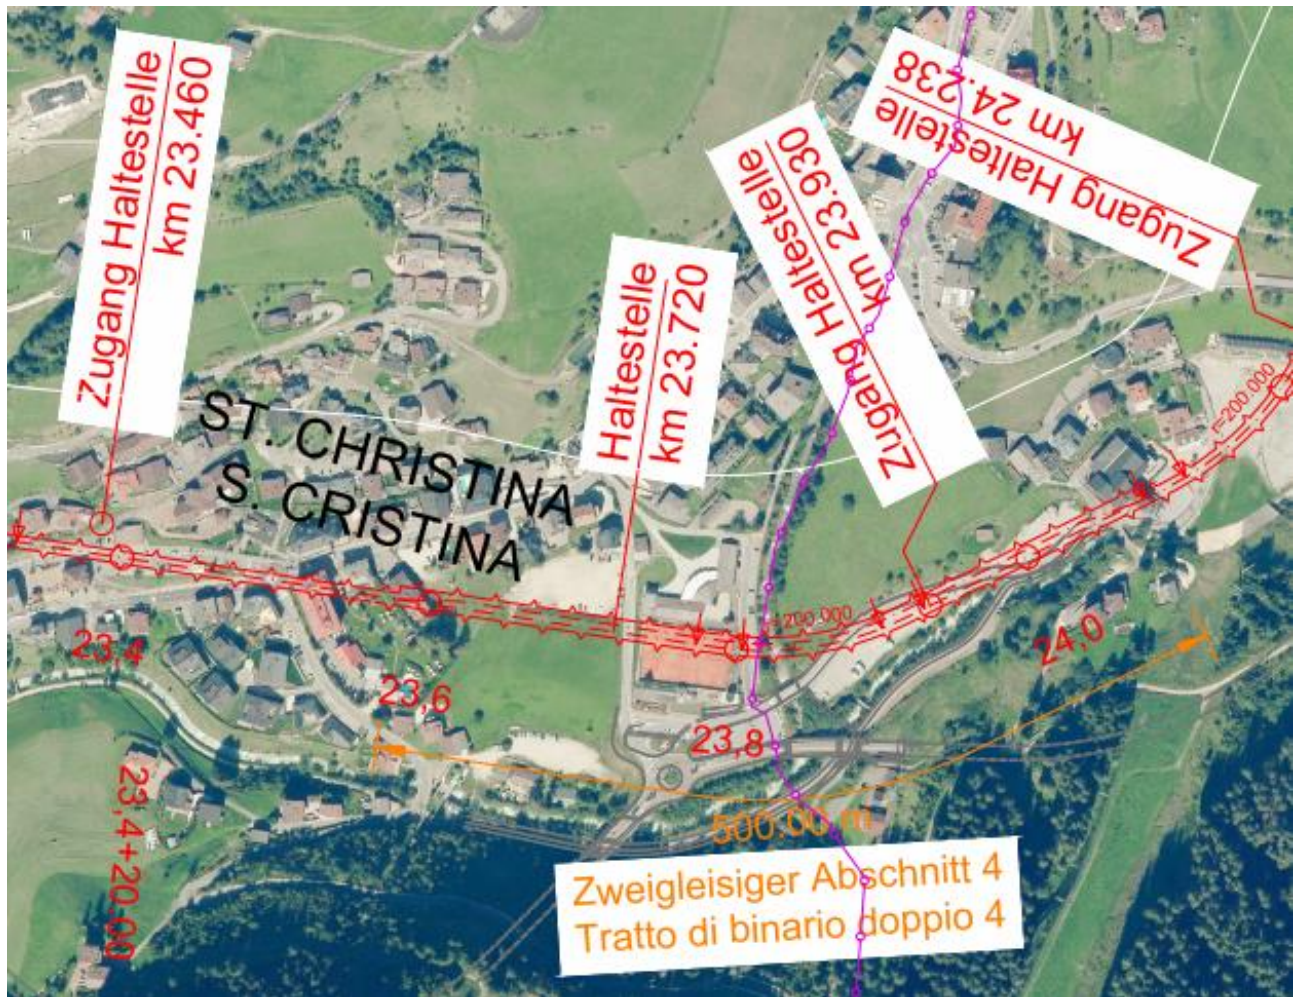 Zugang Haltestelle
km 23.460
Haltestelle
km 23.720
Zugang Haltestelle
km 23.930
Zugang Haltestelle
km 24.238
ST. CHRISTINA
S. CRISTINA
200.000
200.000
23,4
23,6
23,8
24,0
23,4+20.00
500.00 m
Zweigleisiger Abschnitt 4
Tratto di binario doppio 4